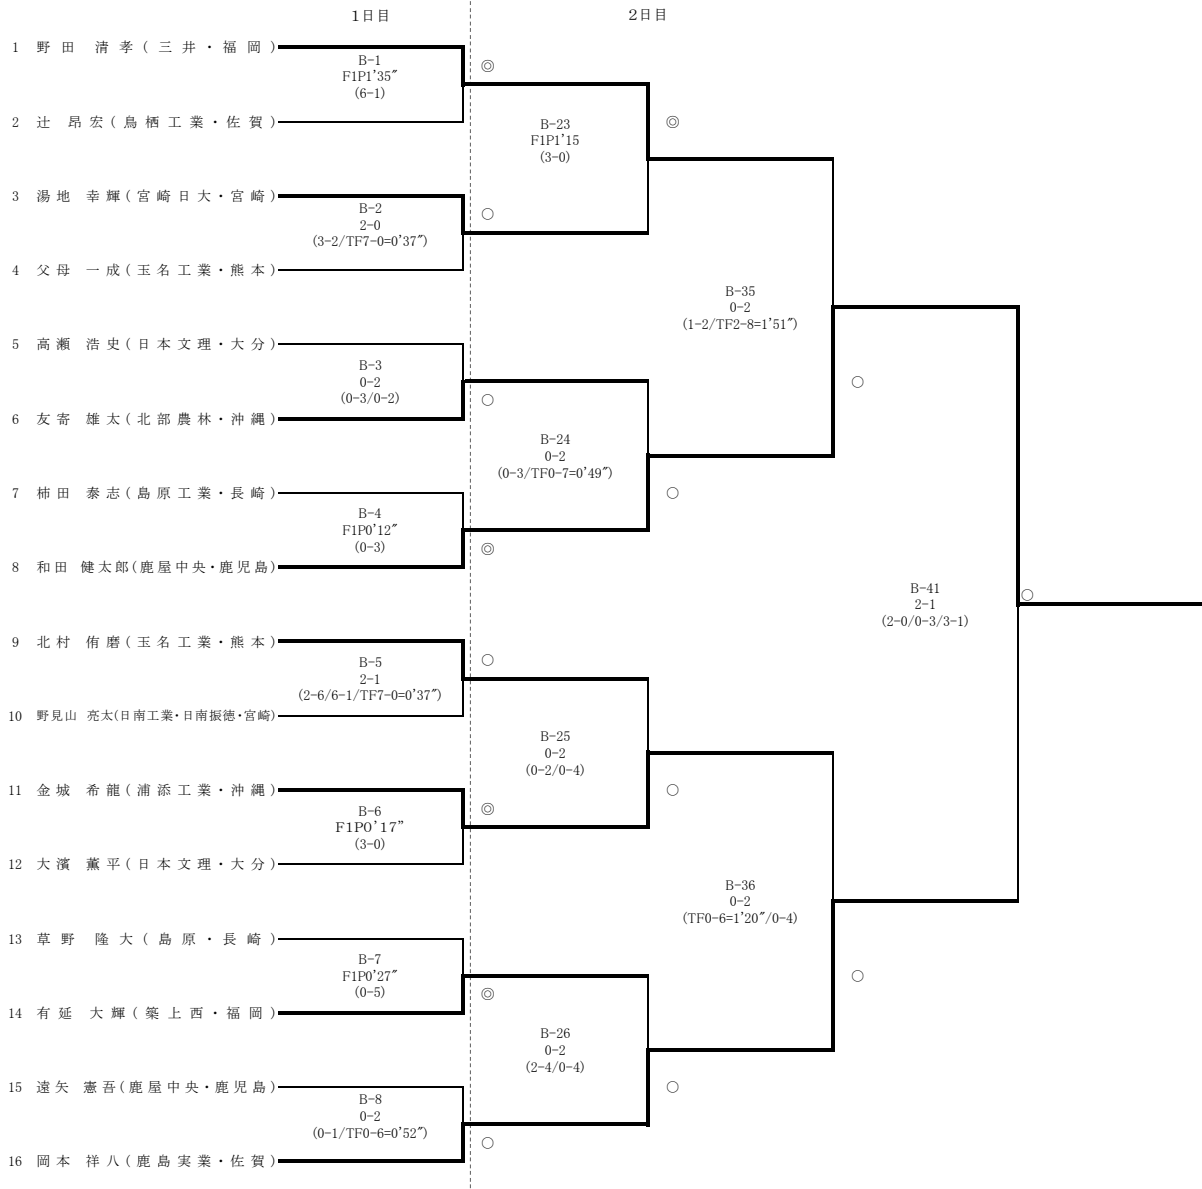 1日目 2日目
1 野田 清孝(三井・福岡)
B-1
F1P1'35″
(6-1)
◎
2 辻 昂宏(鳥栖工業・佐賀)
B-23
F1P1'15
(3-0)
◎
3 湯地 幸輝(宮崎日大・宮崎)
B-2
2-0
(3-2/TF7-0=0'37″)
○
4 父母 一成(玉名工業・熊本)
B-35
0-2
(1-2/TF2-8=1'51″)
5 高瀬 浩史(日本文理・大分)
B-3
0-2
(0-3/0-2)
○
○
6 友寄 雄太(北部農林・沖縄)
B-24
0-2
(0-3/TF0-7=0'49″)
7 柿田 泰志(島原工業・長崎)
○
B-4
F1P0'12″
(0-3)
◎
8 和田 健太郎(鹿屋中央・鹿児島)
B-41
2-1
(2-0/0-3/3-1)
○
9 北村 侑磨(玉名工業・熊本)
B-5
2-1
(2-6/6-1/TF7-0=0'37″)
○
10 野見山 亮太(日南工業・日南振徳・宮崎)
B-25
0-2
(0-2/0-4)
11 金城 希龍(浦添工業・沖縄)
○
B-6
F1P0'17”
(3-0)
◎
12 大濱 薫平(日本文理・大分)
B-36
0-2
(TF0-6=1'20″/0-4)
13 草野 隆大(島原・長崎)
B-7
F1P0'27″
(0-5)
◎
○
14 有延 大輝(築上西・福岡)
B-26
0-2
(2-4/0-4)
15 遠矢 憲吾(鹿屋中央・鹿児島)
○
B-8
0-2
(0-1/TF0-6=0'52″)
○
16 岡本 祥八(鹿島実業・佐賀)